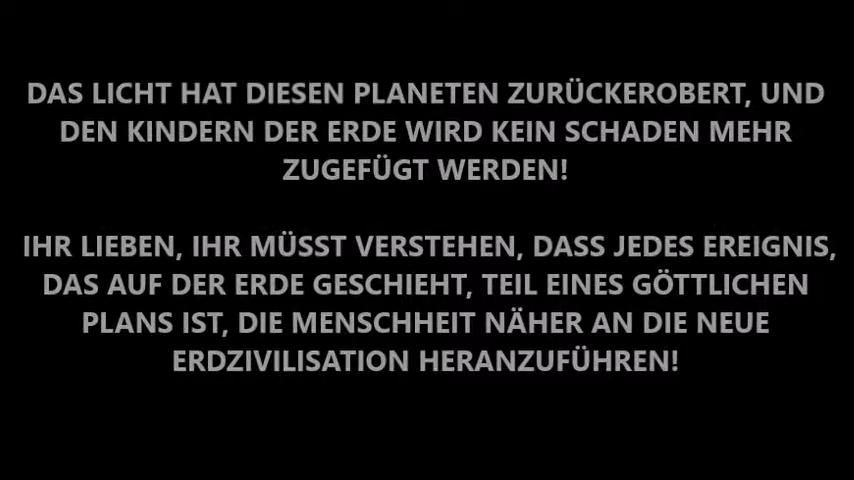 DAS LICHT HAT DIESEN PLANETEN ZURÜCKEROBERT, UND
DEN KINDERN DER ERDE WIRD KEIN SCHADEN MEHR
ZUGEFÜGT WERDEN!
IHR LIEBEN, IHR MÜSST VERSTEHEN, DASS JEDES EREIGNIS,
DAS AUF DER ERDE GESCHIEHT, TEIL EINES GÖTTLICHEN
PLANS IST, DIE MENSCHHEIT NÄHER AN DIE NEUE
ERDZIVILISATION HERANZUFÜHREN!